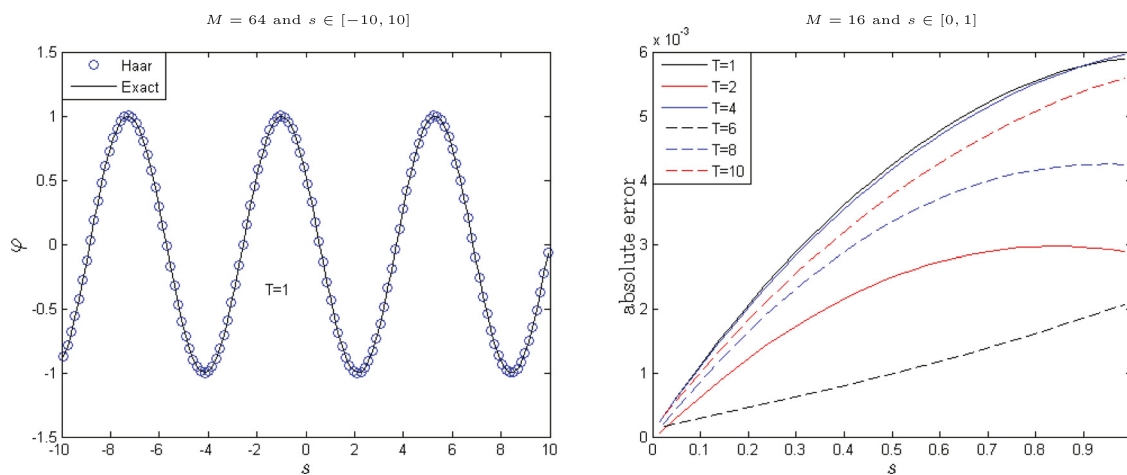 M = 64 and s ∈ [−10, 10]
1.5
1
0.5
0
-0.5
-1
-1.5
φ
Haar
Exact
T=1
-10 -8 -6 -4 -2 0 2 4 6 8 10
s
M = 16 and s ∈ [0, 1]
x 10⁻³
6
5
4
3
2
1
0
absolute error
T=1
T=2
T=4
T=6
T=8
T=10
0 0.1 0.2 0.3 0.4 0.5 0.6 0.7 0.8 0.9
s